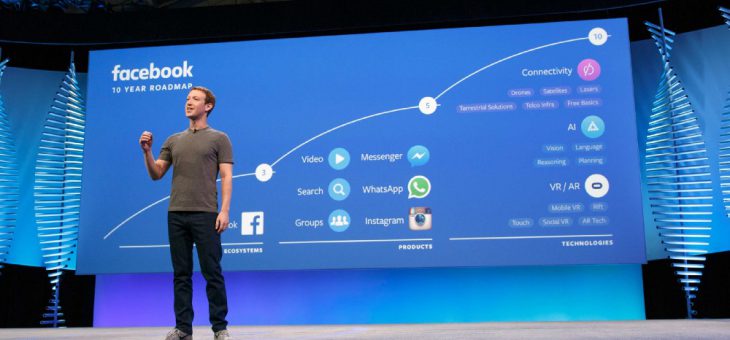 facebook
10 YEAR ROADMAP
3
5
10
ok
f
ECOSYSTEMS
Video
Search
Groups
Messenger
WhatsApp
Instagram
PRODUCTS
Connectivity
Drones Satellites Lasers
Terrestrial Solutions Telco Infra Free Basics
AI
Vision Language
Reasoning Planning
VR / AR
Mobile VR Rift
Touch Social VR AR Tech
TECHNOLOGIES